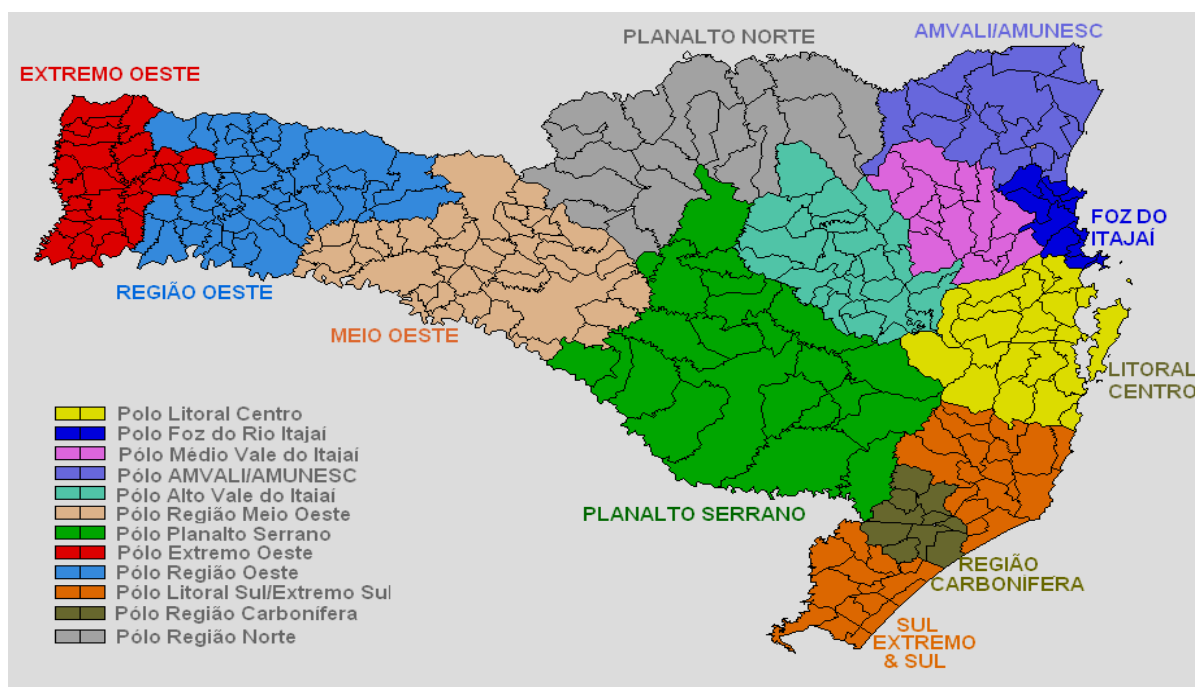 PLANALTO NORTE
AMVALI/AMUNESC
EXTREMO OESTE
FOZ DO
ITAJAÍ
REGIÃO OESTE
MEIO OESTE
LITORAL
CENTRO
Polo Litoral Centro
Polo Foz do Rio Itajaí
Pólo Médio Vale do Itajaí
Pólo AMVALI/AMUNESC
Pólo Alto Vale do Itaiaí
Pólo Região Meio Oeste
Pólo Planalto Serrano
Pólo Extremo Oeste
Pólo Região Oeste
Pólo Litoral Sul/Extremo Sul
Pólo Região Carbonífera
Pólo Região Norte
PLANALTO SERRANO
REGIÃO
CARBONÍFERA
SUL
EXTREMO
& SUL